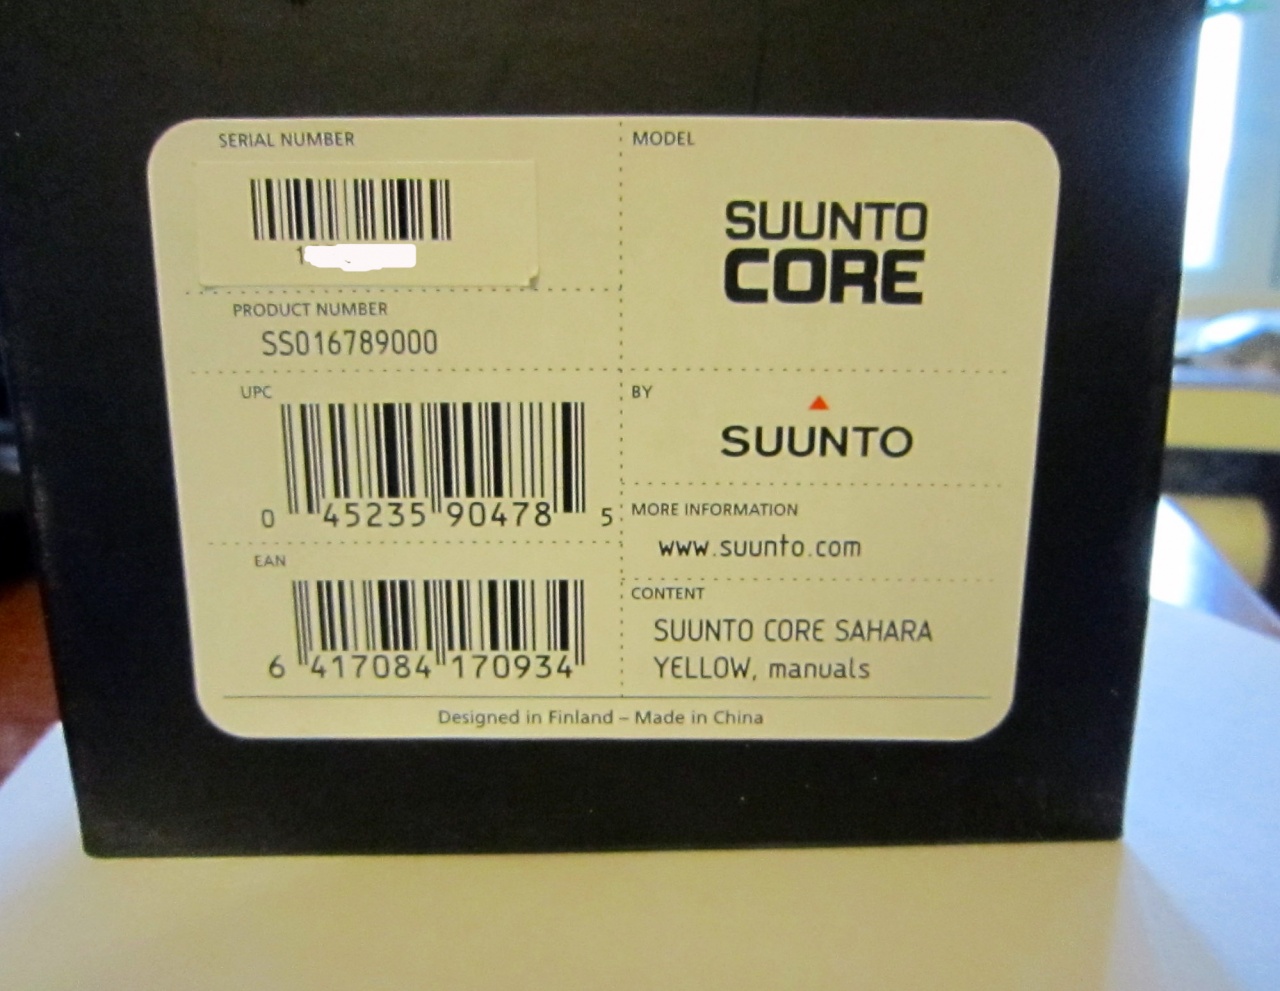 SERIAL NUMBER
1
PRODUCT NUMBER
SS016789000
UPC
0 45235 90478 5
EAN
6 417084 170934
MODEL
SUUNTO
CORE
BY
SUUNTO
MORE INFORMATION
www.suunto.com
CONTENT
SUUNTO CORE SAHARA
YELLOW, manuals
Designed in Finland – Made in China